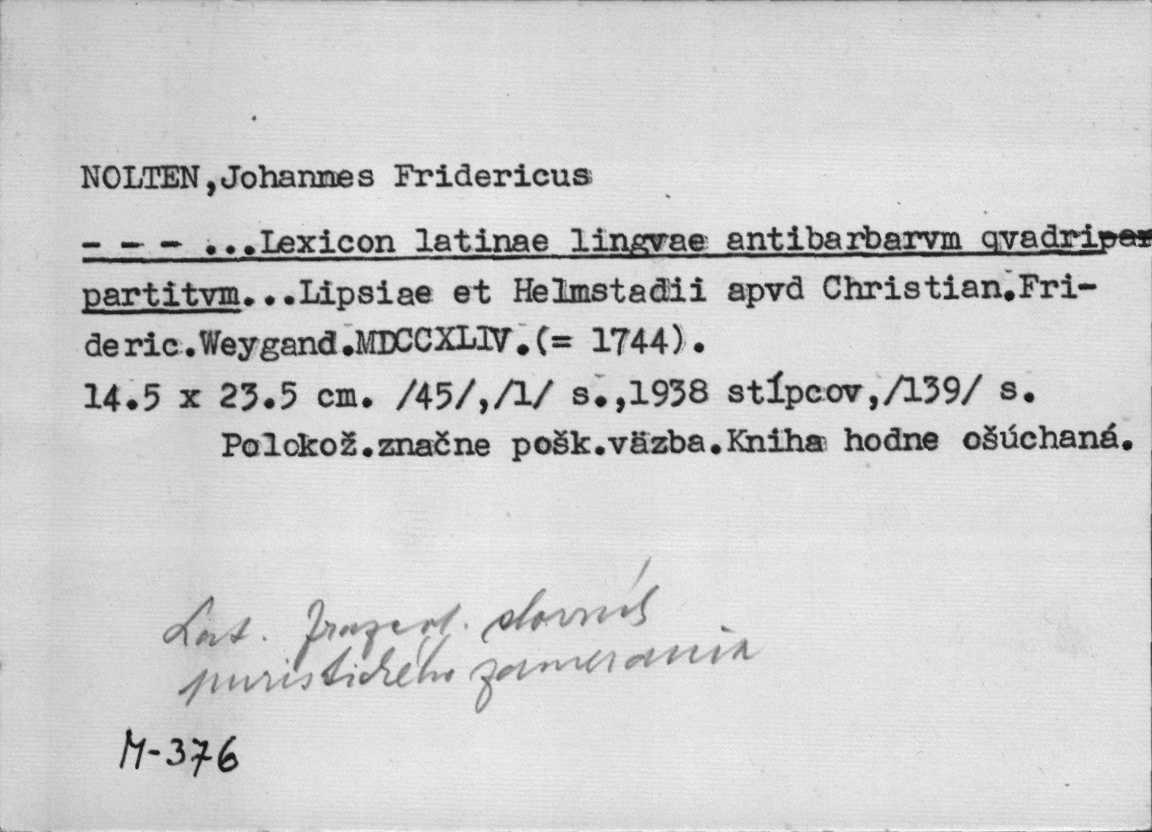 NOLTEN,Johannes Fridericus
- - - ...Lexicon latinae lingvae antibarbarvm qvadripar
partitvm...Lipsiae et Helmstadii apvd Christian.Fri-
deric.Weygand.MDCCXLIV.(= 1744).
14.5 x 23.5 cm. /45/,/1/ s.,1938 stĺpcov,/139/ s.
Polokož.značne pošk.väzba.Kniha hodne ošúchaná.
Lat. frazeol. slovník
puristického zamerania
M-376